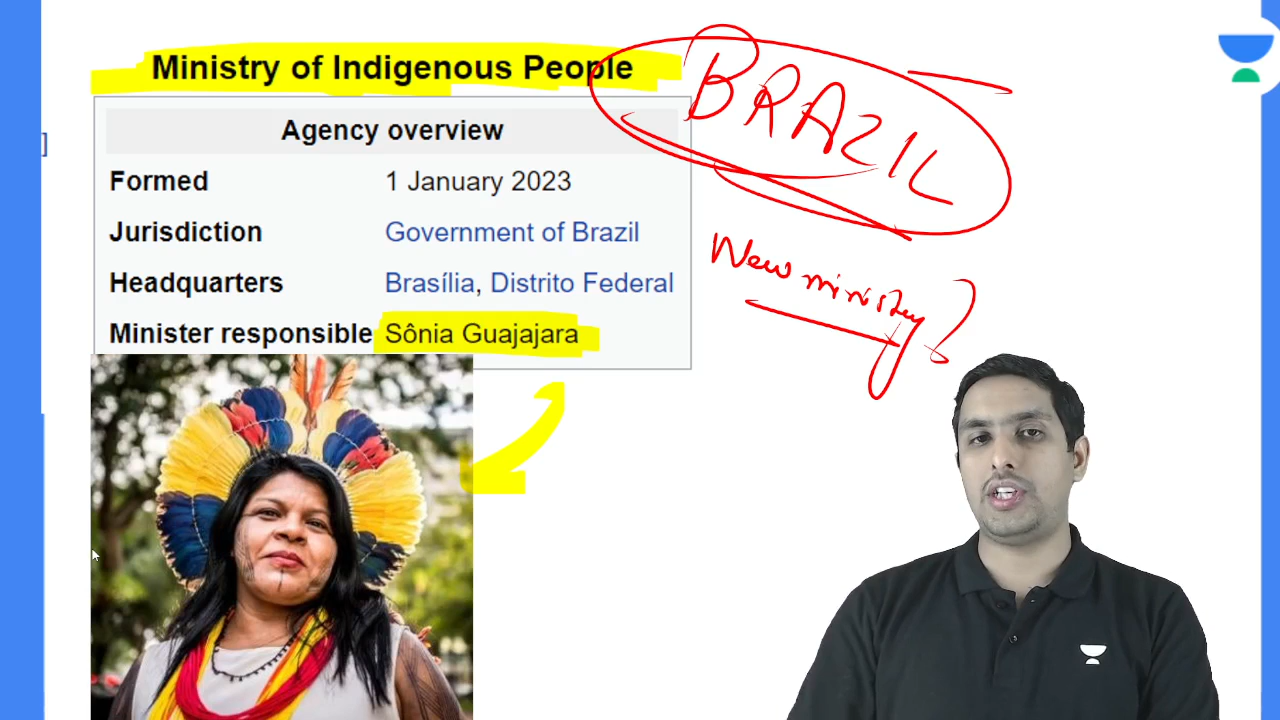 Ministry of Indigenous People
BRAZIL
]
Agency overview
Formed 1 January 2023
Jurisdiction Government of Brazil
New ministry?
Headquarters Brasília, Distrito Federal
Minister responsible Sônia Guajajara